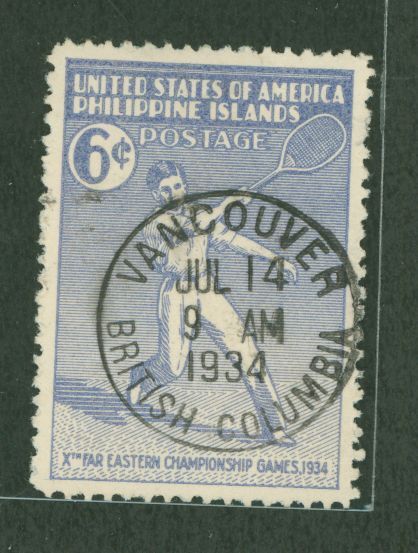 UNITED STATES OF AMERICA
PHILIPPINE ISLANDS
POSTAGE
6¢
VANCOUVER
JUL 14
9 AM
1934
BRITISH COLUMBIA
XTH FAR EASTERN CHAMPIONSHIP GAMES, 1934